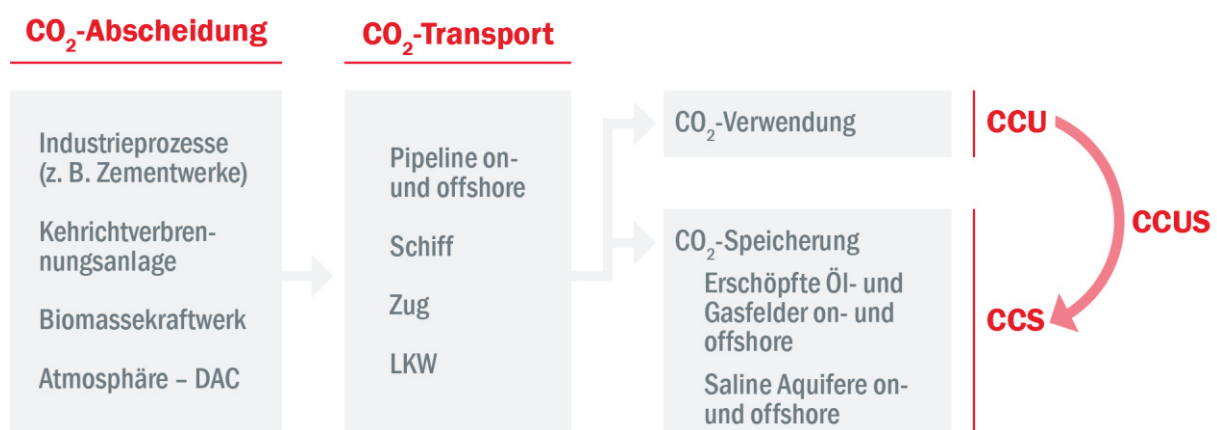 CO₂-Abscheidung
Industrieprozesse
(z. B. Zementwerke)
Kehrichtverbren-
nungsanlage
Biomassekraftwerk
Atmosphäre – DAC
CO₂-Transport
Pipeline on-
und offshore
Schiff
Zug
LKW
CO₂-Verwendung
CO₂-Speicherung
Erschöpfte Öl- und
Gasfelder on- und
offshore
Saline Aquifere on-
und offshore
CCU
CCUS
CCS